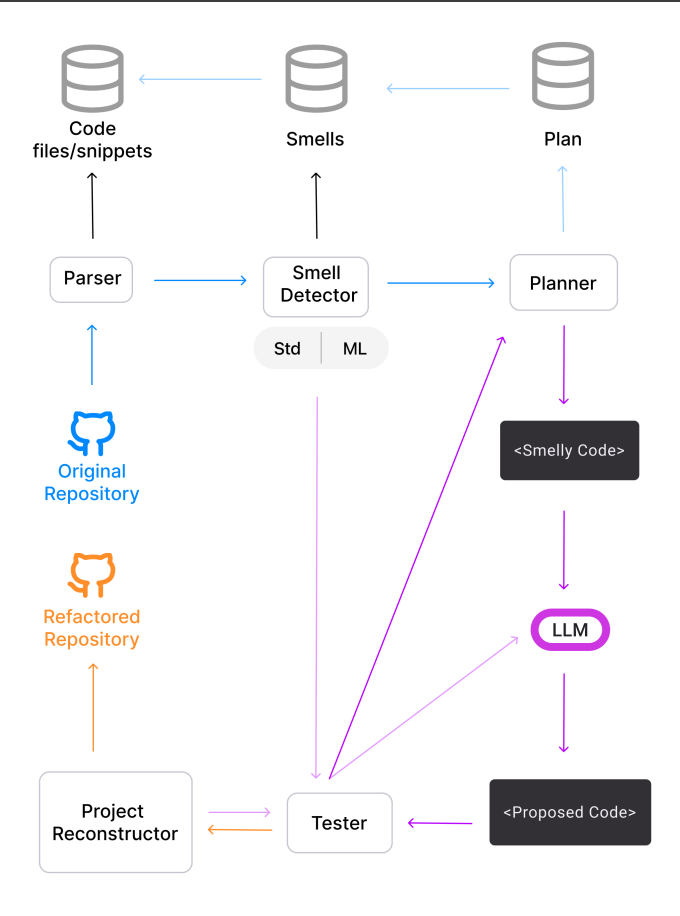 Code
files/snippets
Smells
Plan
Parser
Smell
Detector
Planner
Std
ML
<Smelly Code>
Original
Repository
Refactored
Repository
LLM
Project
Reconstructor
Tester
<Proposed Code>